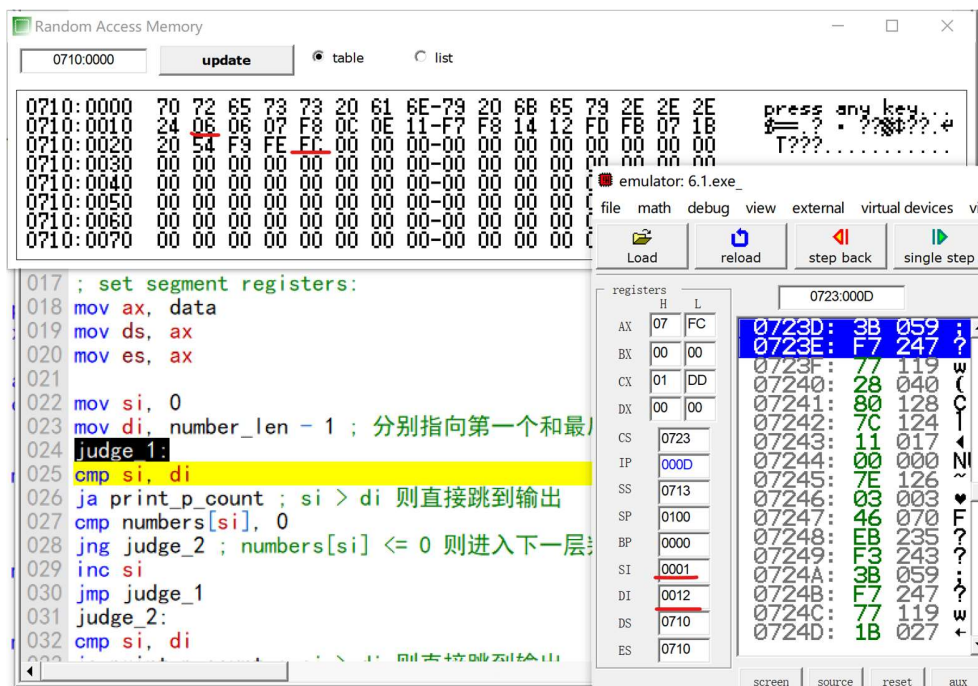 Random Access Memory
0710:0000 update table list
0710:0000 70 72 65 73 73 20 61 6E-79 20 6B 65 79 2E 2E 2E press any key...
0710:0010 24 06 06 07 F8 0C 0E 11-F7 F8 14 12 FD FB 07 1B
0710:0020 20 54 F9 FE FC 00 00 00-00 00 00 00 00 00 00 00 T???...........
0710:0030 00 00 00 00 00 00 00 00-00 00 00 00 00
0710:0040 00 00 00 00 00 00 00 00-00 00 00 00 00
0710:0050 00 00 00 00 00 00 00 00-00 00 00 00 00
0710:0060 00 00 00 00 00 00 00 00-00 00 00 00 00
0710:0070 00 00 00 00 00 00 00 00-00 00 00 00 00
017 ; set segment registers:
018 mov ax, data
019 mov ds, ax
020 mov es, ax
021
022 mov si, 0
023 mov di, number_len - 1 ; 分别指向第一个和最
024 judge_1:
025 cmp si, di
026 ja print_p_count ; si > di 则直接跳到输出
027 cmp numbers[si], 0
028 jng judge_2 ; numbers[si] <= 0 则进入下一层
029 inc si
030 jmp judge_1
031 judge_2:
032 cmp si, di
emulator: 6.1.exe_
file math debug view external virtual devices
Load reload step back single step
registers
H L
0723:000D
AX 07 FC
BX 00 00
CX 01 DD
DX 00 00
CS 0723
IP 000D
SS 0713
SP 0100
BP 0000
SI 0001
DI 0012
DS 0710
ES 0710
0723D: 3B 059 ;
0723E: F7 247 ?
0723F: 77 119 w
07240: 28 040 (
07241: 80 128 Ç
07242: 7C 124 |
07243: 11 017 ◄
07244: 00 000
07245: 7E 126 ~
07246: 03 003 ♥
07247: 46 070 F
07248: EB 235 ?
07249: F3 243 ?
0724A: 3B 059 ;
0724B: F7 247 ?
0724C: 77 119 w
0724D: 1B 027 ←
screen source reset aux